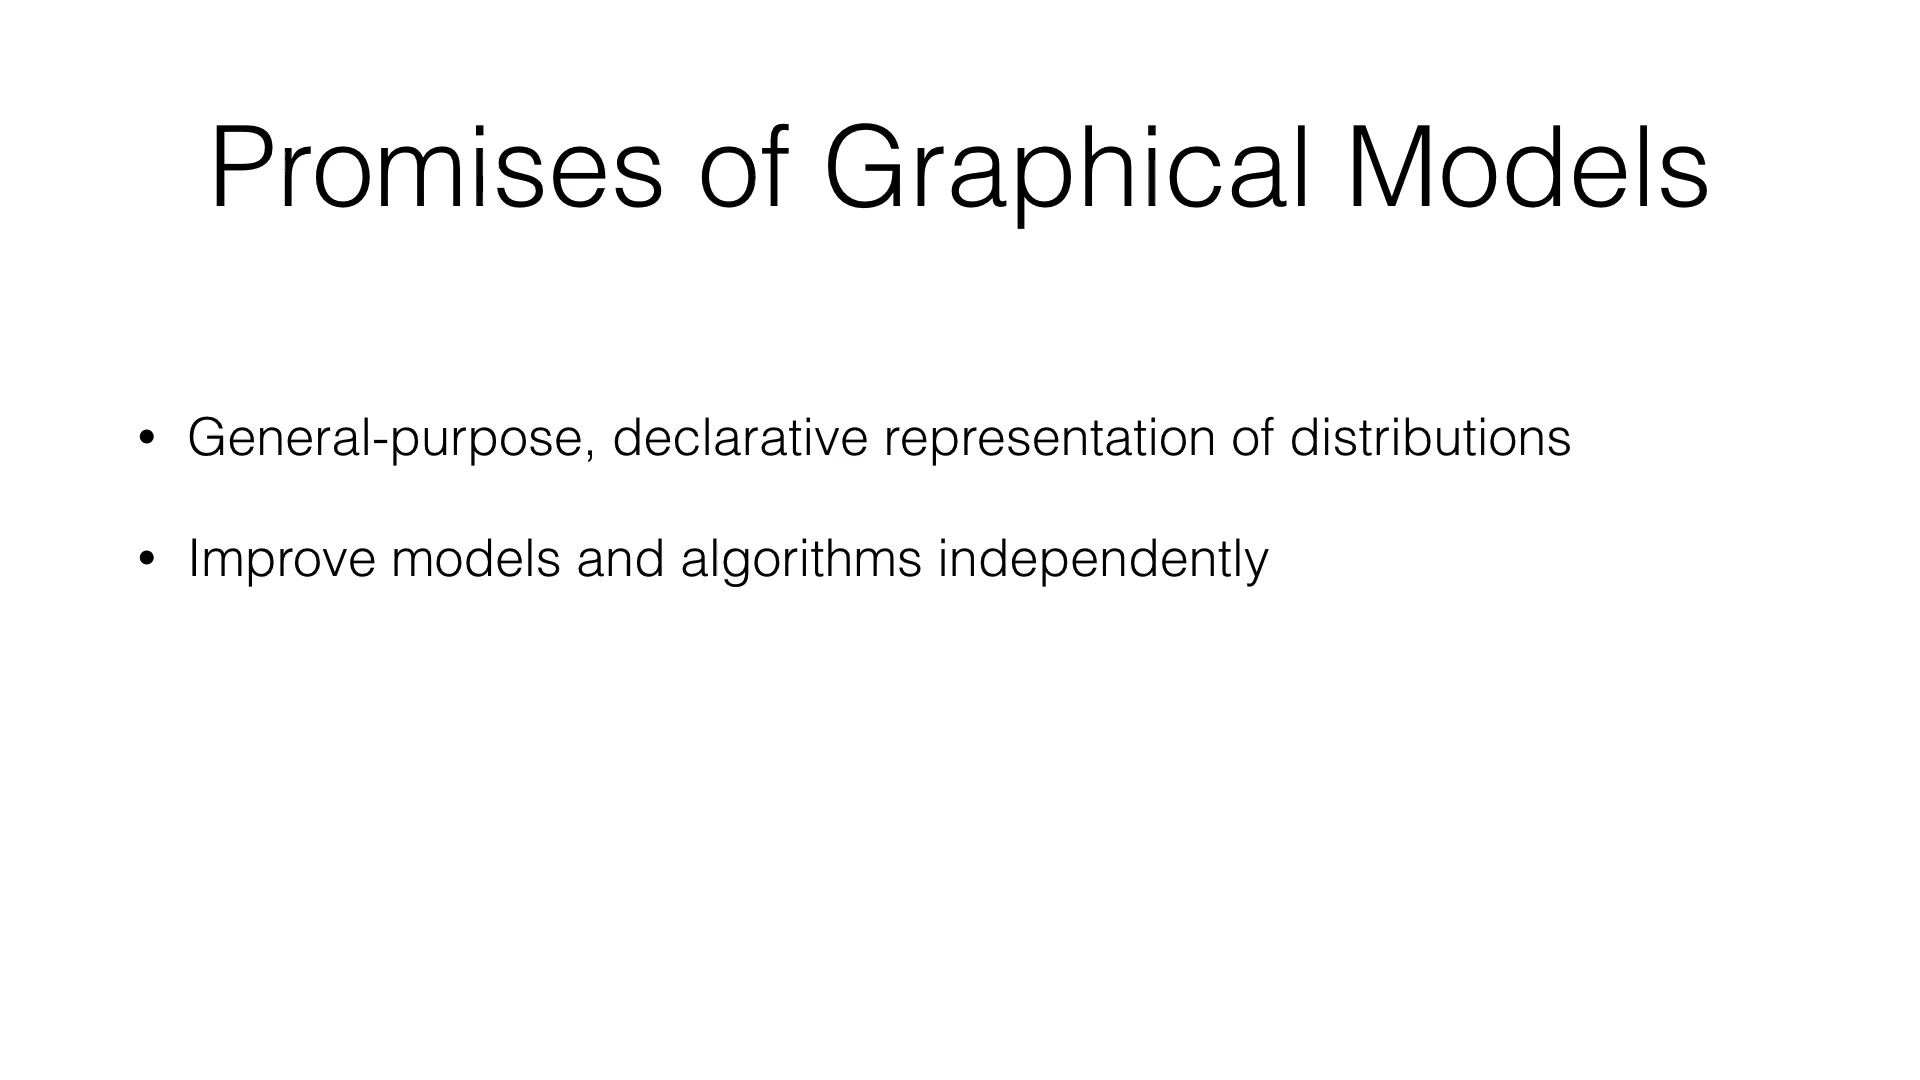 Promises of Graphical Models
• General-purpose, declarative representation of distributions
• Improve models and algorithms independently